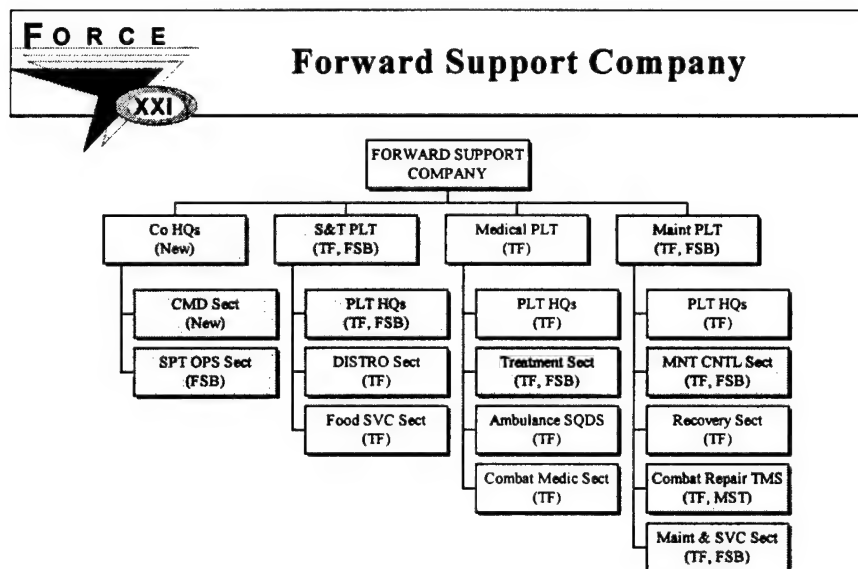 FORCE
XXI
Forward Support Company
FORWARD SUPPORT
COMPANY
Co HQs
(New)
CMD Sect
(New)
SPT OPS Sect
(FSB)
S&T PLT
(TF, FSB)
PLT HQs
(TF, FSB)
DISTRO Sect
(TF)
Food SVC Sect
(TF)
Medical PLT
(TF)
PLT HQs
(TF)
Treatment Sect
(TF, FSB)
Ambulance SQDS
(TF)
Combat Medic Sect
(TF)
Maint PLT
(TF, FSB)
PLT HQs
(TF)
MNT CNTL Sect
(TF, FSB)
Recovery Sect
(TF)
Combat Repair TMS
(TF, MST)
Maint & SVC Sect
(TF, FSB)